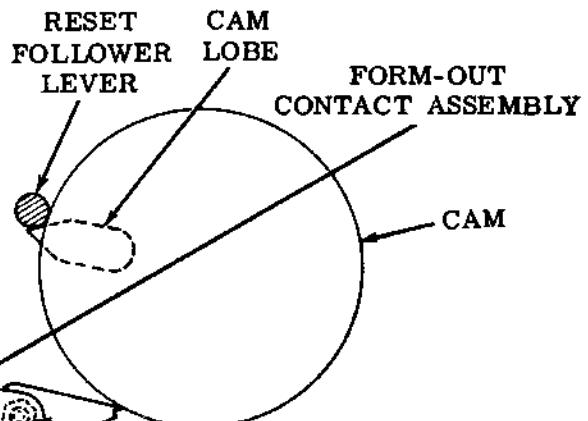 RESET
FOLLOWER
LEVER
CAM
LOBE
FORM-OUT
CONTACT ASSEMBLY
CAM